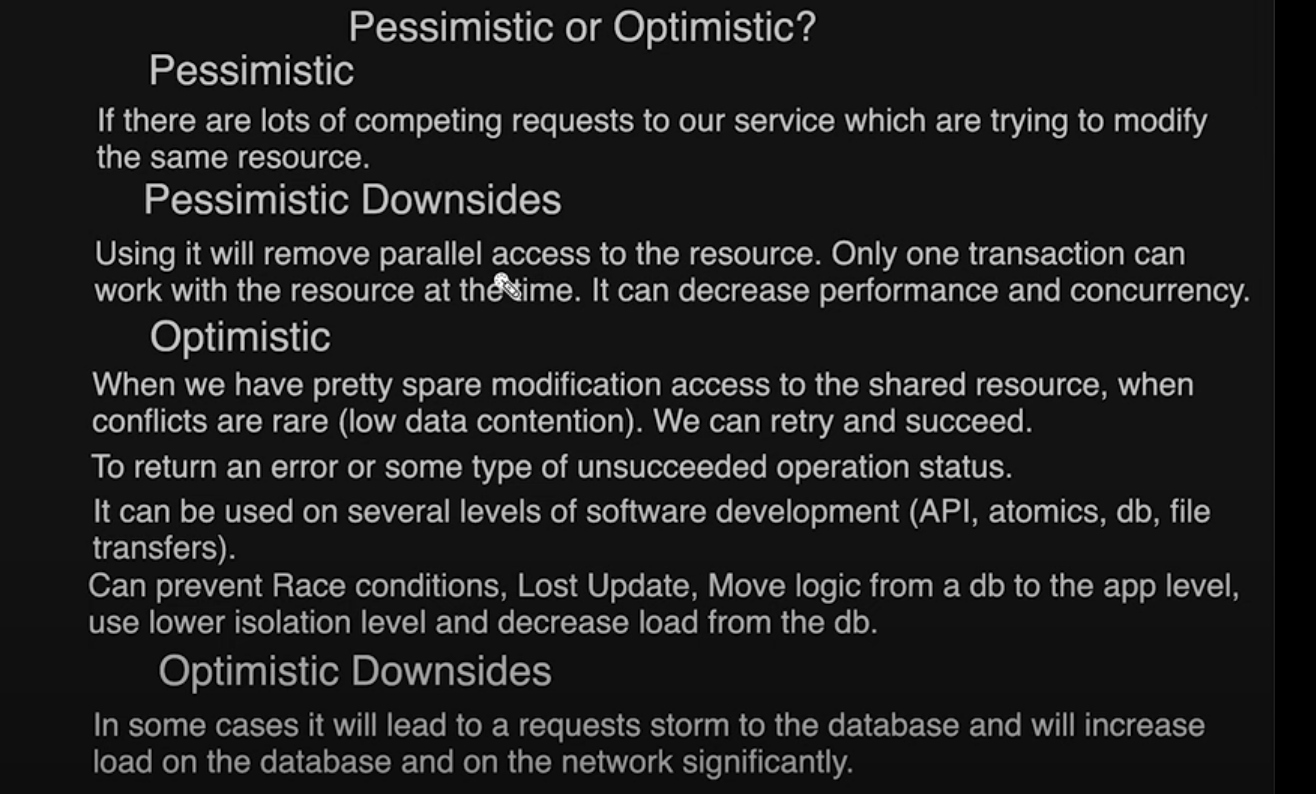 Pessimistic or Optimistic?
Pessimistic
If there are lots of competing requests to our service which are trying to modify
the same resource.
Pessimistic Downsides
Using it will remove parallel access to the resource. Only one transaction can
work with the resource at the time. It can decrease performance and concurrency.
Optimistic
When we have pretty spare modification access to the shared resource, when
conflicts are rare (low data contention). We can retry and succeed.
To return an error or some type of unsucceeded operation status.
It can be used on several levels of software development (API, atomics, db, file
transfers).
Can prevent Race conditions, Lost Update, Move logic from a db to the app level,
use lower isolation level and decrease load from the db.
Optimistic Downsides
In some cases it will lead to a requests storm to the database and will increase
load on the database and on the network significantly.